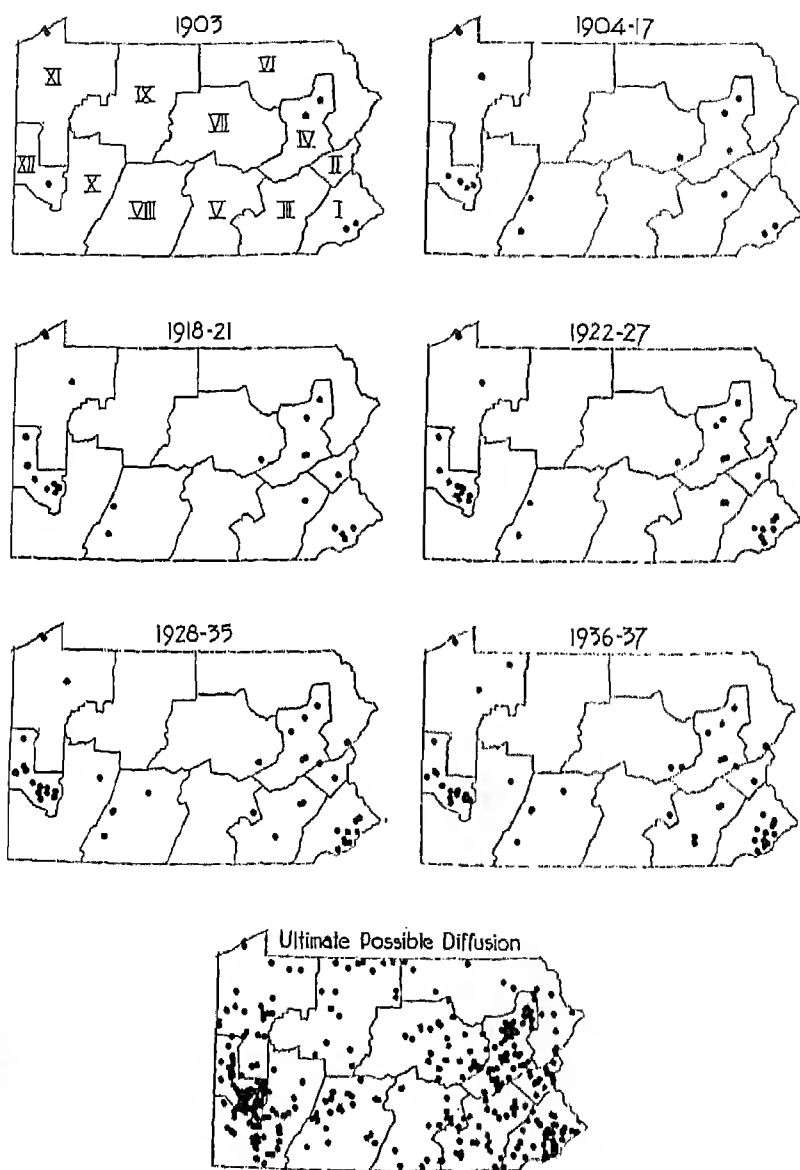 1903
1904-17
VI
XI
IX
VII
IV
XII
II
X
VIII
V
III
I
1918-21
1922-27
1928-35
1936-37
Ultimate Possible Diffusion